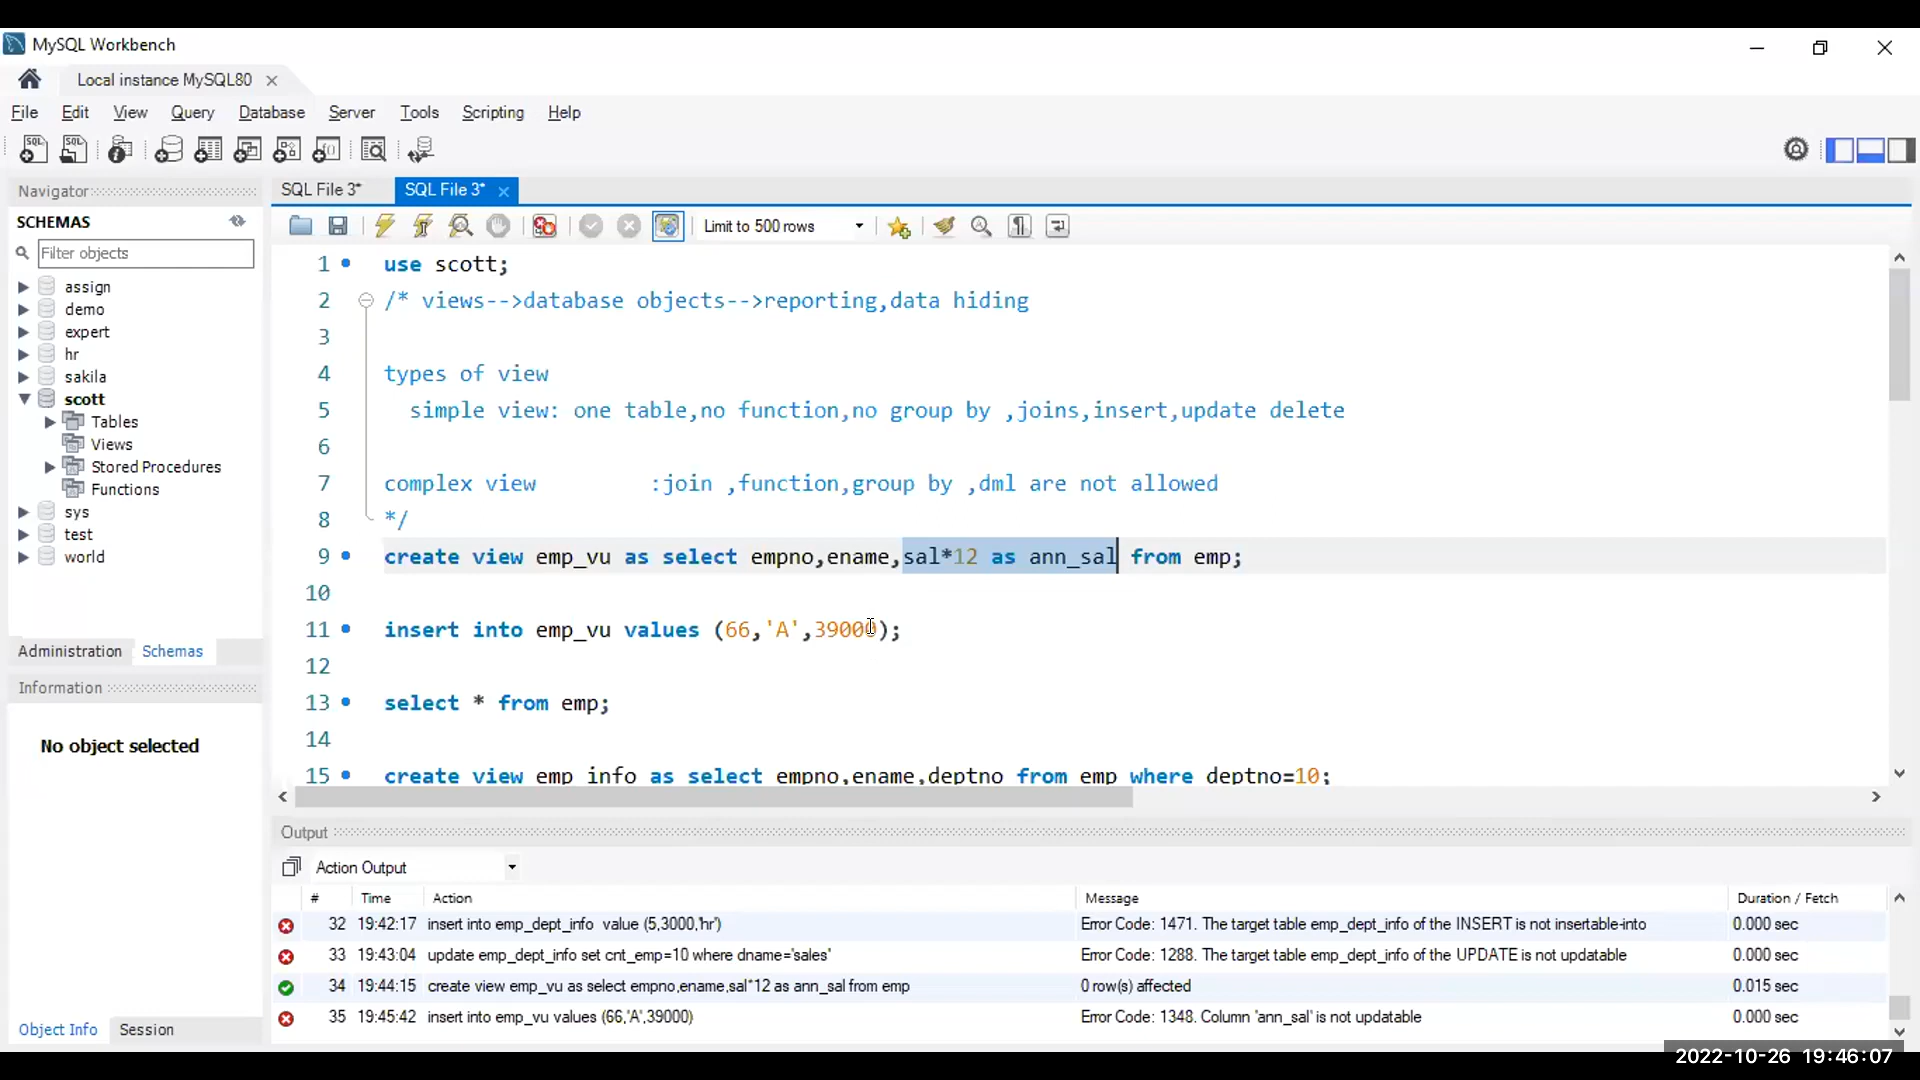 MySQL Workbench
Local instance MySQL80
File Edit View Query Database Server Tools Scripting Help
Navigator
SCHEMAS
Filter objects
assign
demo
expert
hr
sakila
scott
Tables
Views
Stored Procedures
Functions
sys
test
world
Administration Schemas
Information
No object selected
Object Info Session
SQL File 3* SQL File 3*
Limit to 500 rows
1 use scott;
2 /* views-->database objects-->reporting,data hiding
3
4 types of view
5 simple view: one table,no function,no group by ,joins,insert,update delete
6
7 complex view :join ,function,group by ,dml are not allowed
8 */
9 create view emp_vu as select empno,ename,sal*12 as ann_sal from emp;
10
11 insert into emp_vu values (66,'A',39000);
12
13 select * from emp;
14
15 create view emp_info as select empno,ename,deptno from emp where deptno=10;
Output
Action Output
# Time Action Message Duration / Fetch
32 19:42:17 insert into emp_dept_info value (5,3000,'hr') Error Code: 1471. The target table emp_dept_info of the INSERT is not insertable-into 0.000 sec
33 19:43:04 update emp_dept_info set cnt_emp=10 where dname='sales' Error Code: 1288. The target table emp_dept_info of the UPDATE is not updatable 0.000 sec
34 19:44:15 create view emp_vu as select empno,ename,sal*12 as ann_sal from emp 0 row(s) affected 0.015 sec
35 19:45:42 insert into emp_vu values (66,'A',39000) Error Code: 1348. Column 'ann_sal' is not updatable 0.000 sec
2022-10-26 19:46:07